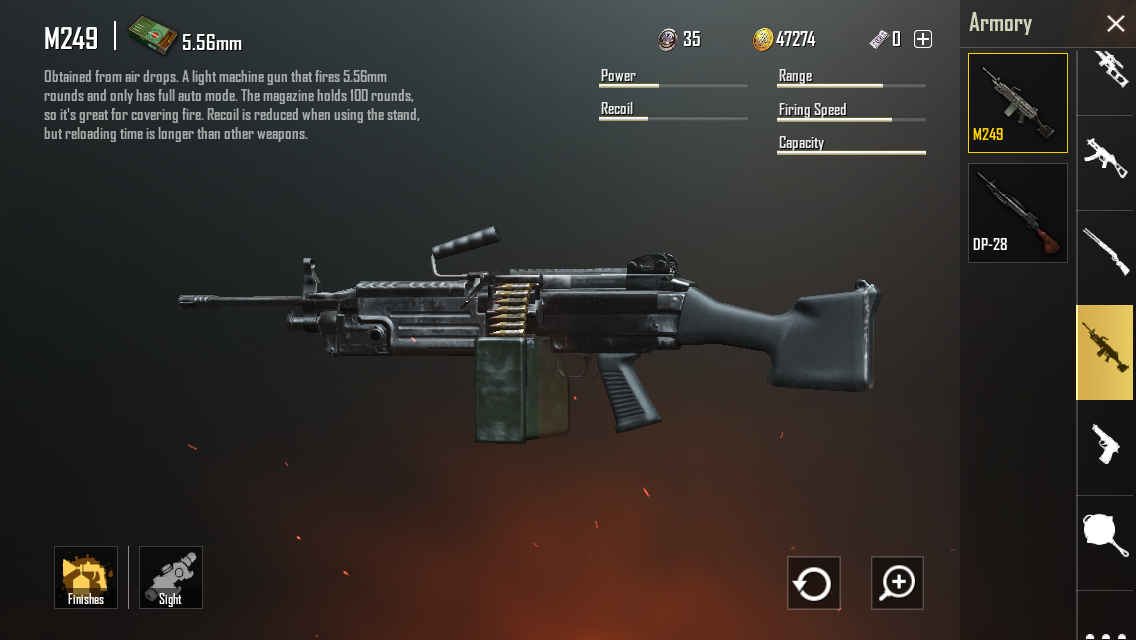 M249
5.56mm
35
47274
0
Armory
Obtained from air drops. A light machine gun that fires 5.56mm
rounds and only has full auto mode. The magazine holds 100 rounds,
so it's great for covering fire. Recoil is reduced when using the stand,
but reloading time is longer than other weapons.
Power
Range
Recoil
Firing Speed
Capacity
M249
DP-28
Finishes
Sight